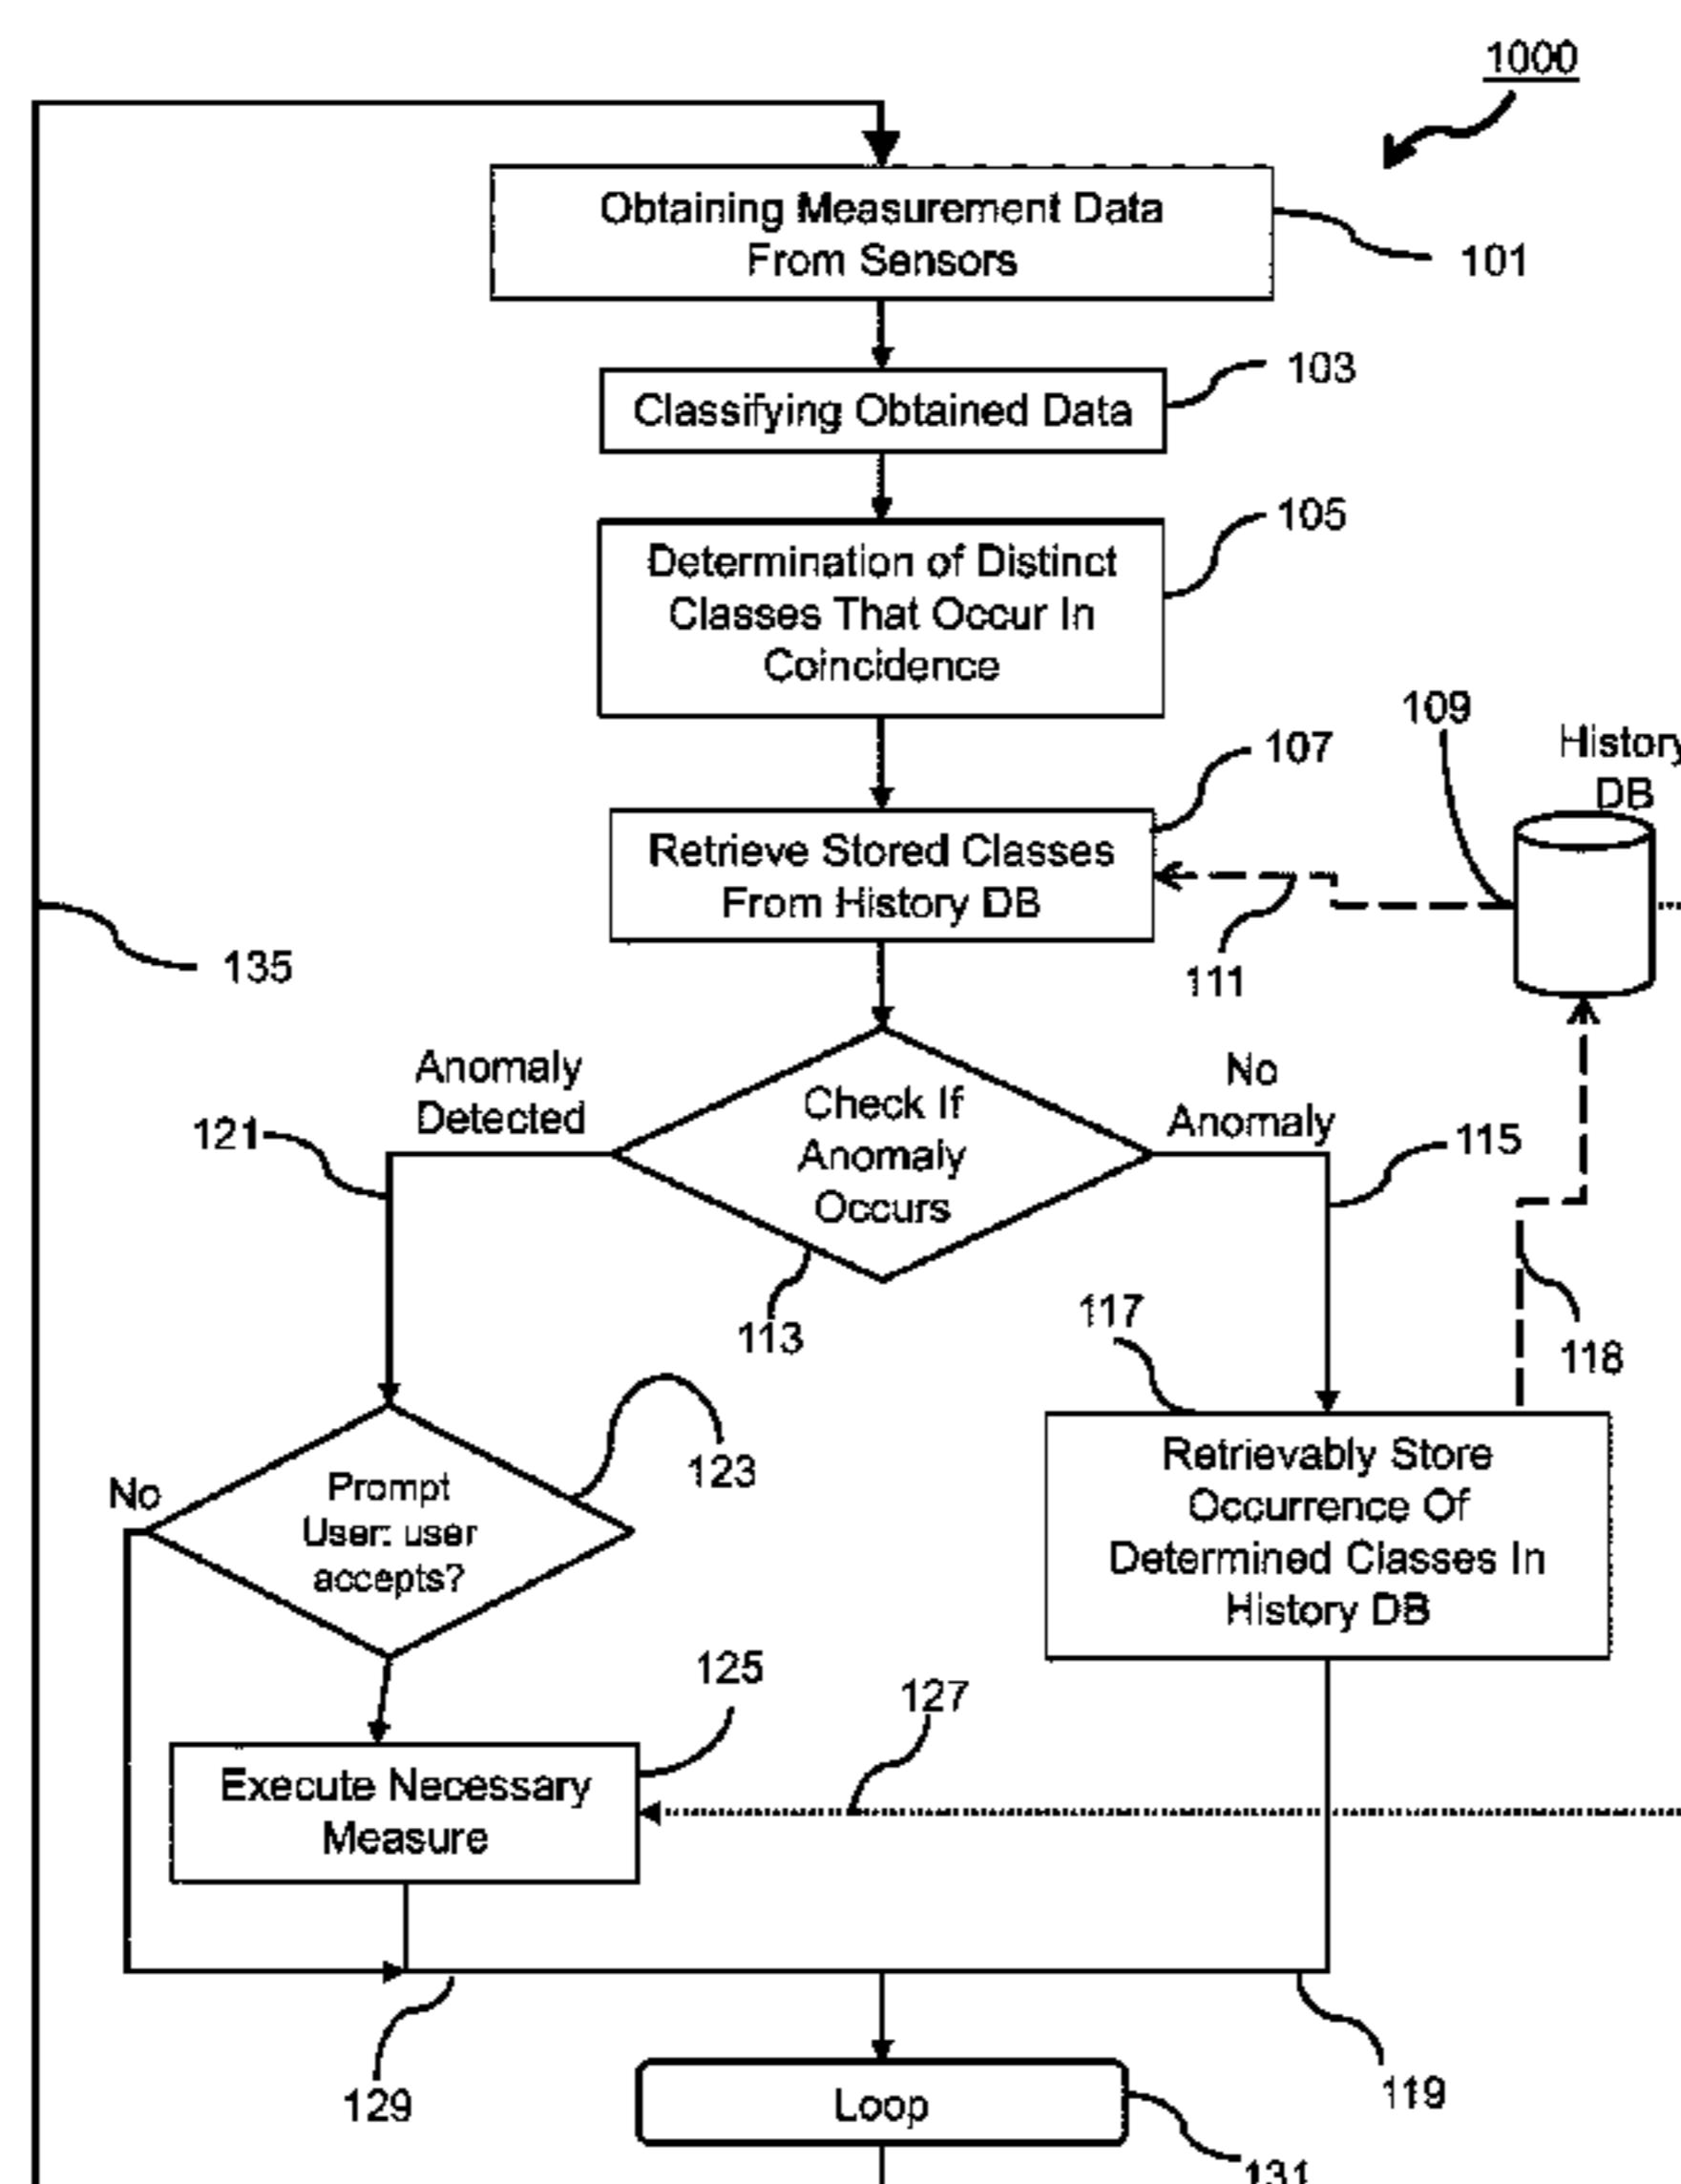 1000
Obtaining Measurement Data
From Sensors
101
103
Classifying Obtained Data
105
Determination of Distinct
Classes That Occur In
Coincidence
109
History
DB
107
Retrieve Stored Classes
From History DB
135
111
Anomaly
Detected
No
Anomaly
Check If
Anomaly
Occurs
121
115
113
117
118
123
No
Prompt
User: user
accepts?
Retrievably Store
Occurrence Of
Determined Classes In
History DB
125
127
Execute Necessary
Measure
129
119
Loop
131